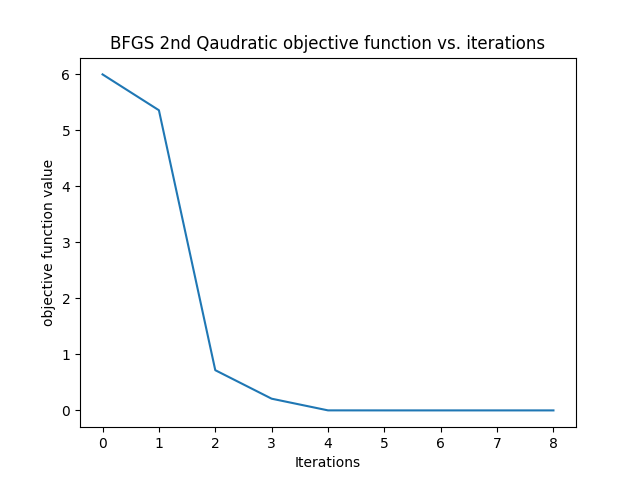 BFGS 2nd Qaudratic objective function vs. iterations
6
5
4
3
2
1
0
objective function value
0 1 2 3 4 5 6 7 8
Iterations